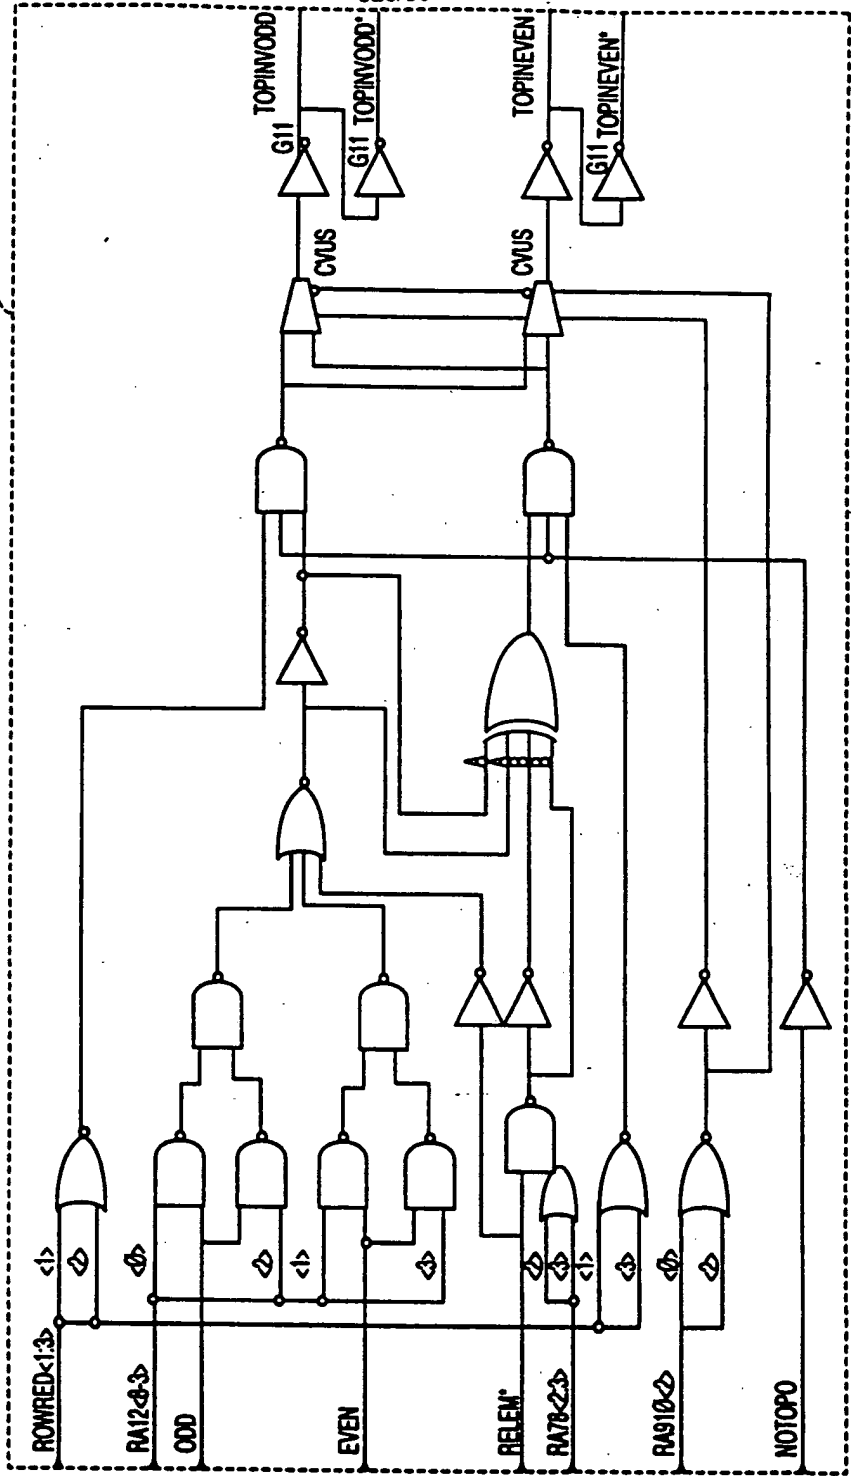 TOPINVODD
TOPINVODD*
TOPINEVEN
TOPINEVEN*
G11
G11
G11
CVUS
CVUS
<1>
<2>
<0>
<2>
<1>
<3>
<2>
<3>
<1>
<3>
<0>
<2>
ROWRED<1:3>
RA12<0-3>
ODD
EVEN
RELEM*
RA78<2:3>
RA910<2>
NOTOPO